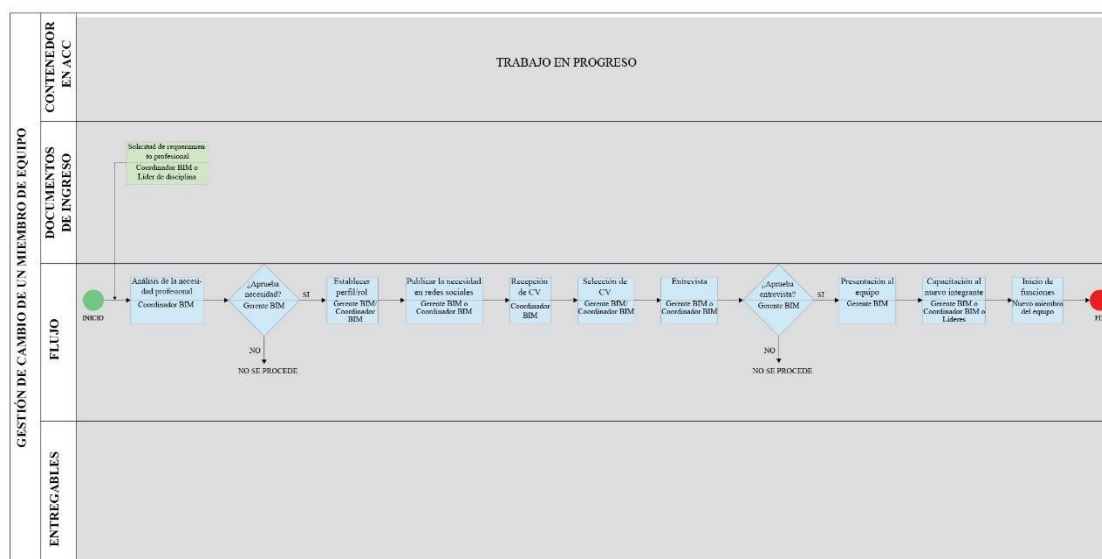 GESTIÓN DE CAMBIO DE UN MIEMBRO DE EQUIPO
CONTENEDOR
EN ACC
TRABAJO EN PROGRESO
DOCUMENTOS
DE INGRESO
Solicitud de requerimien-
to profesional
Coordinador BIM o
Líder de disciplina
FLUJO
INICIO
Análisis de la necesi-
dad profesional
Coordinador BIM
¿Aprueba
necesidad?
Gerente BIM
SI
NO
NO SE PROCEDE
Establecer
perfil/rol
Gerente BIM/
Coordinador
BIM
Publicar la necesidad
en redes sociales
Gerente BIM o
Coordinador BIM
Recepción
de CV
Coordinador
BIM
Selección de
CV
Gerente BIM/
Coordinador BIM
Entrevista
Gerente BIM o
Coordinador BIM
¿Aprueba
entrevista?
Gerente BIM
SI
NO
NO SE PROCEDE
Presentación al
equipo
Gerente BIM
Capacitación al
nuevo integrante
Gerente BIM o
Coordinador BIM o
Líderes
Inicio de
funciones
Nuevo miembro
del equipo
ENTREGABLES